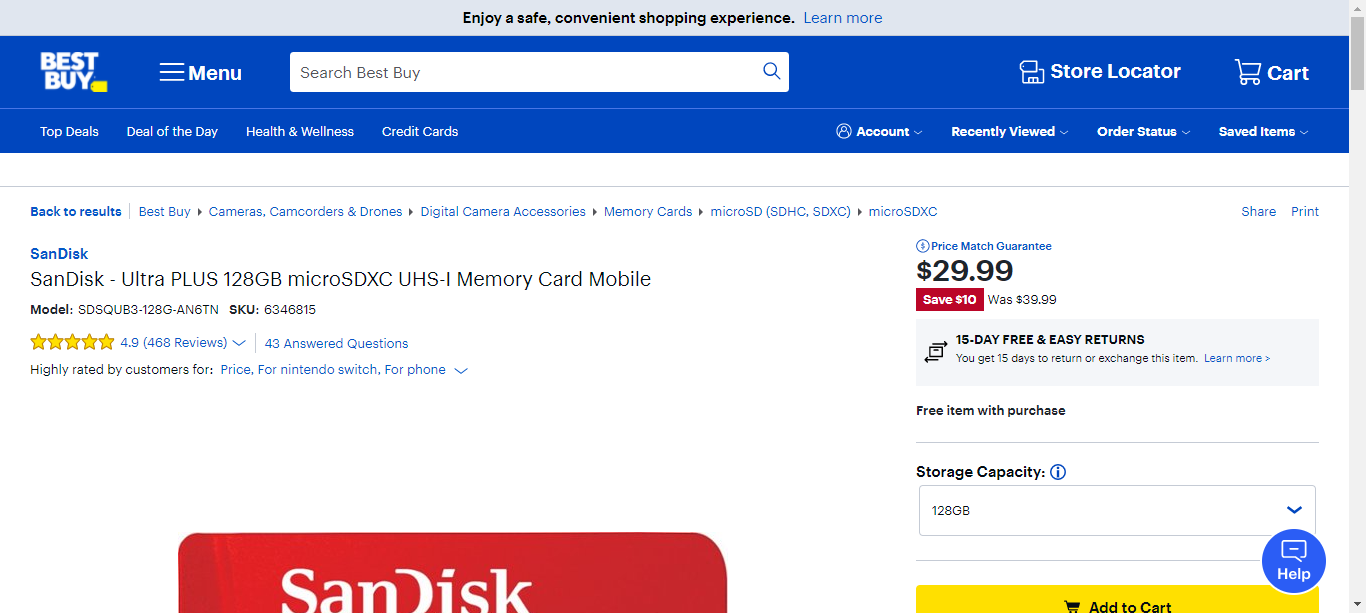 Enjoy a safe, convenient shopping experience. Learn more
BEST BUY
Menu
Search Best Buy
Store Locator
Cart
Top Deals
Deal of the Day
Health & Wellness
Credit Cards
Account
Recently Viewed
Order Status
Saved Items
Back to results
Best Buy
Cameras, Camcorders & Drones
Digital Camera Accessories
Memory Cards
microSD (SDHC, SDXC)
microSDXC
Share
Print
SanDisk
SanDisk - Ultra PLUS 128GB microSDXC UHS-I Memory Card Mobile
Model: SDSQUB3-128G-AN6TN SKU: 6346815
4.9 (468 Reviews)
43 Answered Questions
Highly rated by customers for: Price, For nintendo switch, For phone
SanDisk
Price Match Guarantee
$29.99
Save $10 Was $39.99
15-DAY FREE & EASY RETURNS
You get 15 days to return or exchange this item. Learn more >
Free item with purchase
Storage Capacity:
128GB
Help
Add to Cart